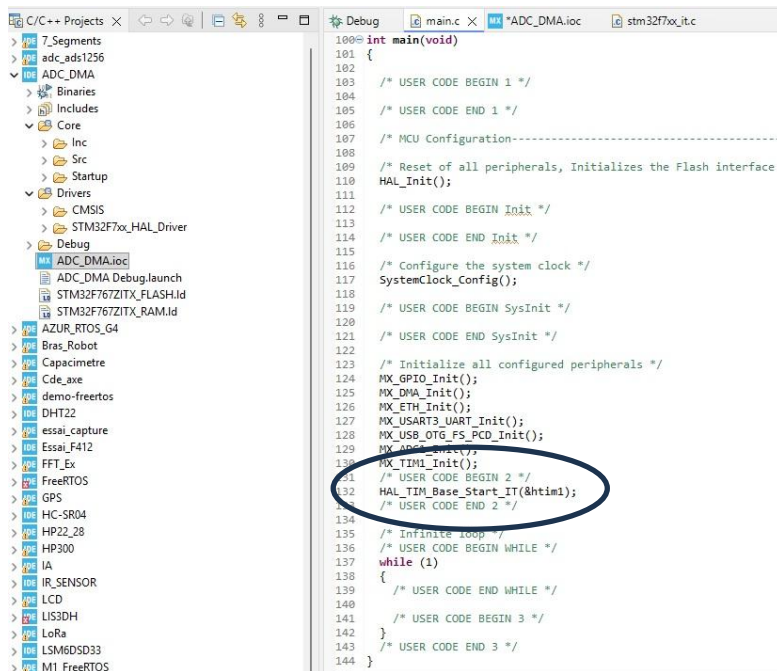 C/C++ Projects
7_Segments
adc_ads1256
ADC_DMA
Binaries
Includes
Core
Inc
Src
Startup
Drivers
CMSIS
STM32F7xx_HAL_Driver
Debug
ADC_DMA.ioc
ADC_DMA Debug.launch
STM32F767ZITX_FLASH.ld
STM32F767ZITX_RAM.ld
AZUR_RTOS_G4
Bras_Robot
Capacimetre
Cde_axe
demo-freertos
DHT22
essai_capture
Essai_F412
FFT_Ex
FreeRTOS
GPS
HC-SR04
HP22_28
HP300
IA
IR_SENSOR
LCD
LIS3DH
LoRa
LSM6DSD33
M1_FreeRTOS
Debug main.c *ADC_DMA.ioc stm32f7xx_it.c
100 int main(void)
101 {
102
103 /* USER CODE BEGIN 1 */
104
105 /* USER CODE END 1 */
106
107 /* MCU Configuration-----------------------------------------
108
109 /* Reset of all peripherals, Initializes the Flash interface
110 HAL_Init();
111
112 /* USER CODE BEGIN Init */
113
114 /* USER CODE END Init */
115
116 /* Configure the system clock */
117 SystemClock_Config();
118
119 /* USER CODE BEGIN SysInit */
120
121 /* USER CODE END SysInit */
122
123 /* Initialize all configured peripherals */
124 MX_GPIO_Init();
125 MX_DMA_Init();
126 MX_ETH_Init();
127 MX_USART3_UART_Init();
128 MX_USB_OTG_FS_PCD_Init();
129 MX_ADC1_Init();
130 MX_TIM1_Init();
131 /* USER CODE BEGIN 2 */
132 HAL_TIM_Base_Start_IT(&htim1);
133 /* USER CODE END 2 */
134
135 /* Infinite loop */
136 /* USER CODE BEGIN WHILE */
137 while (1)
138 {
139 /* USER CODE END WHILE */
140
141 /* USER CODE BEGIN 3 */
142 }
143 /* USER CODE END 3 */
144 }